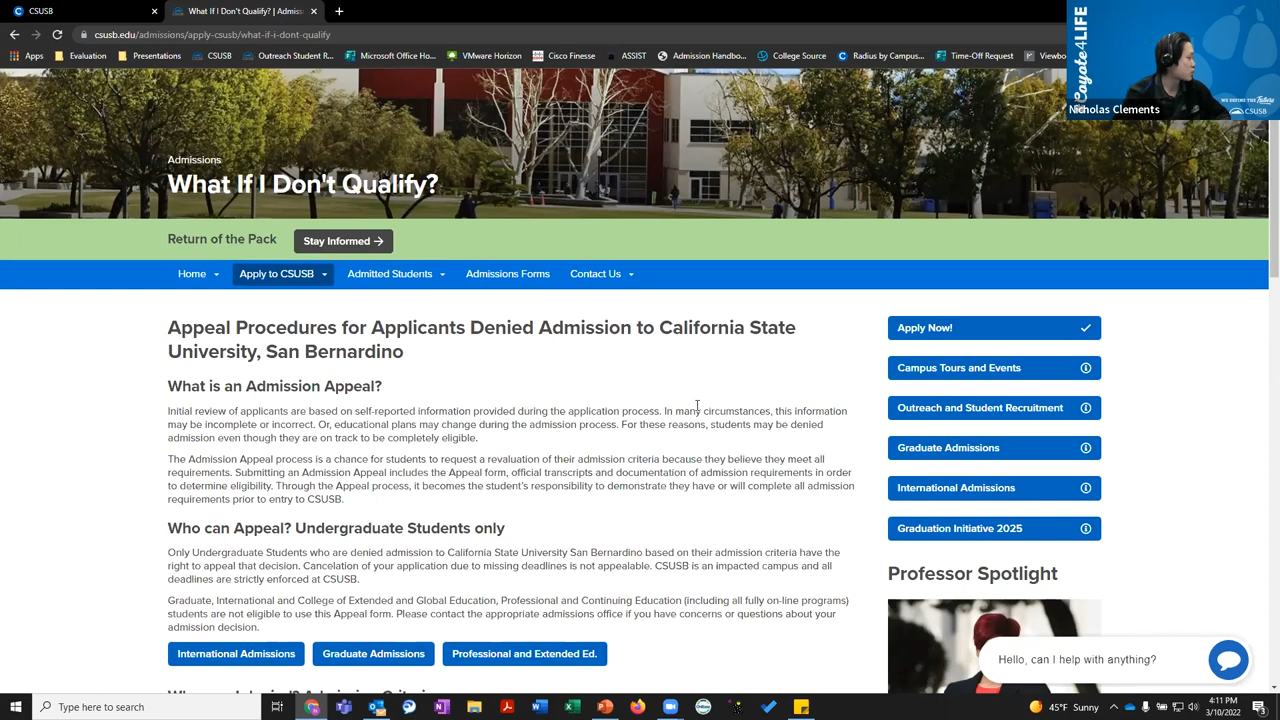 CSUSB
What If I Don't Qualify? | Admiss
csusb.edu/admissions/apply-csusb/what-if-i-dont-qualify
Apps Evaluation Presentations CSUSB Outreach Student R... Microsoft Office Ho... VMware Horizon Cisco Finesse ASSIST Admission Handbo... College Source Radius by Campus... Time-Off Request Viewbo
Coyote4LIFE
Nicholas Clements
WE DEFINE THE Future
CSUSB
Admissions
What If I Don't Qualify?
Return of the Pack Stay Informed
Home Apply to CSUSB Admitted Students Admissions Forms Contact Us
Appeal Procedures for Applicants Denied Admission to California State
University, San Bernardino
What is an Admission Appeal?
Initial review of applicants are based on self-reported information provided during the application process. In many circumstances, this information
may be incomplete or incorrect. Or, educational plans may change during the admission process. For these reasons, students may be denied
admission even though they are on track to be completely eligible.
The Admission Appeal process is a chance for students to request a revaluation of their admission criteria because they believe they meet all
requirements. Submitting an Admission Appeal includes the Appeal form, official transcripts and documentation of admission requirements in order
to determine eligibility. Through the Appeal process, it becomes the student's responsibility to demonstrate they have or will complete all admission
requirements prior to entry to CSUSB.
Who can Appeal? Undergraduate Students only
Only Undergraduate Students who are denied admission to California State University San Bernardino based on their admission criteria have the
right to appeal that decision. Cancelation of your application due to missing deadlines is not appealable. CSUSB is an impacted campus and all
deadlines are strictly enforced at CSUSB.
Graduate, International and College of Extended and Global Education, Professional and Continuing Education (including all fully on-line programs)
students are not eligible to use this Appeal form. Please contact the appropriate admissions office if you have concerns or questions about your
admission decision.
International Admissions Graduate Admissions Professional and Extended Ed.
Apply Now!
Campus Tours and Events
Outreach and Student Recruitment
Graduate Admissions
International Admissions
Graduation Initiative 2025
Professor Spotlight
Hello, can I help with anything?
Type here to search
45°F Sunny
4:11 PM
3/10/2022